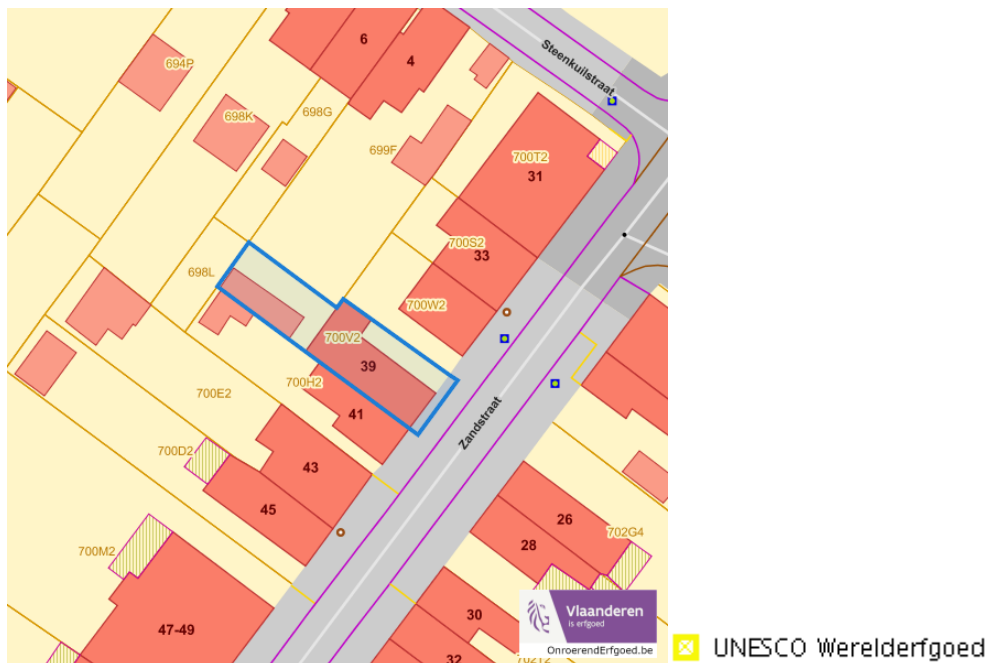 6
4
694P
Steenkuilstraat
698K
698G
699F
700T2
31
700S2
33
698L
700W2
700V2
39
700H2
700E2
41
Zandstraat
700D2
43
45
26
28
702G4
700M2
30
47-49
32
702T2
Vlaanderen
is erfgoed
OnroerendErfgoed.be
UNESCO Werelderfgoed